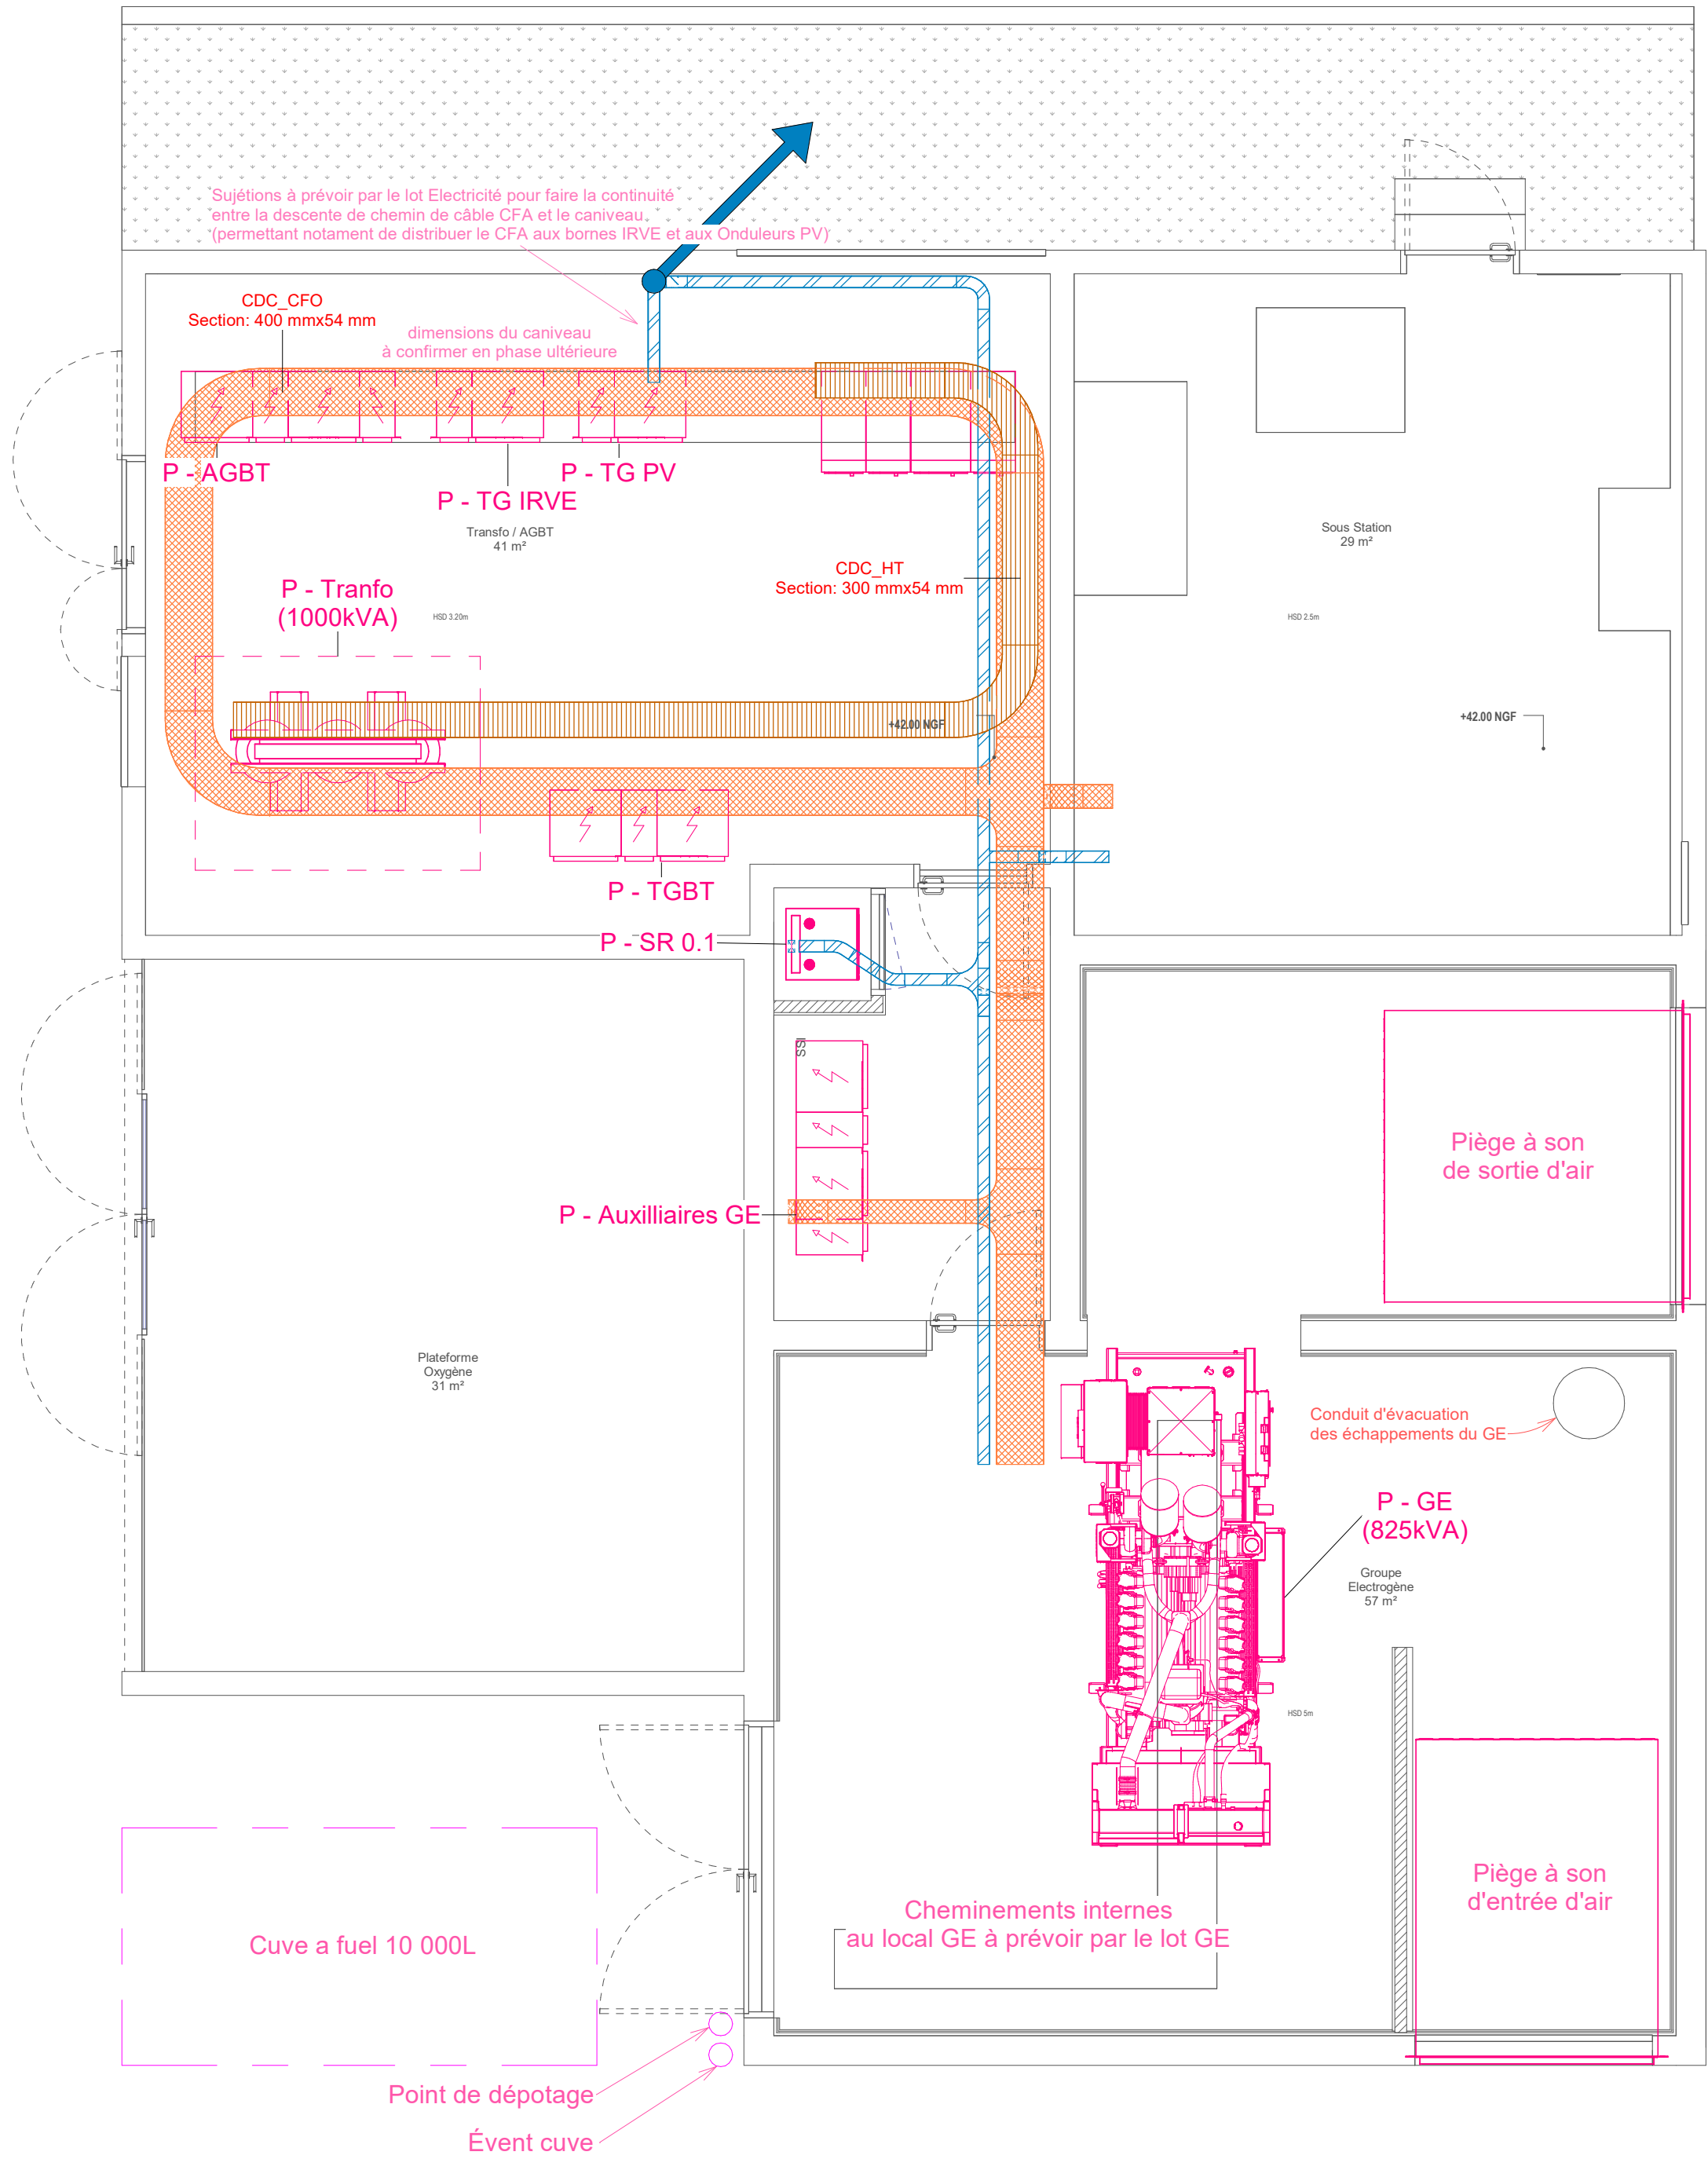 Sujétions à prévoir par le lot Electricité pour faire la continuité
entre la descente de chemin de câble CFA et le caniveau
(permettant notament de distribuer le CFA aux bornes IRVE et aux Onduleurs PV)
CDC_CFO
Section: 400 mmx54 mm
dimensions du caniveau
à confirmer en phase ultérieure
P - AGBT
P - TG IRVE
P - TG PV
Transfo / AGBT
41 m²
Sous Station
29 m²
CDC_HT
Section: 300 mmx54 mm
P - Tranfo
(1000kVA)
HSD 3.20m
HSD 2.5m
+42.00 NGF
+42.00 NGF
P - TGBT
P - SR 0.1
SSI
Piège à son
de sortie d'air
P - Auxilliaires GE
Plateforme
Oxygène
31 m²
Conduit d'évacuation
des échappements du GE
P - GE
(825kVA)
Groupe
Electrogène
57 m²
HSD 5m
Piège à son
d'entrée d'air
Cheminements internes
au local GE à prévoir par le lot GE
Cuve a fuel 10 000L
Point de dépotage
Évent cuve